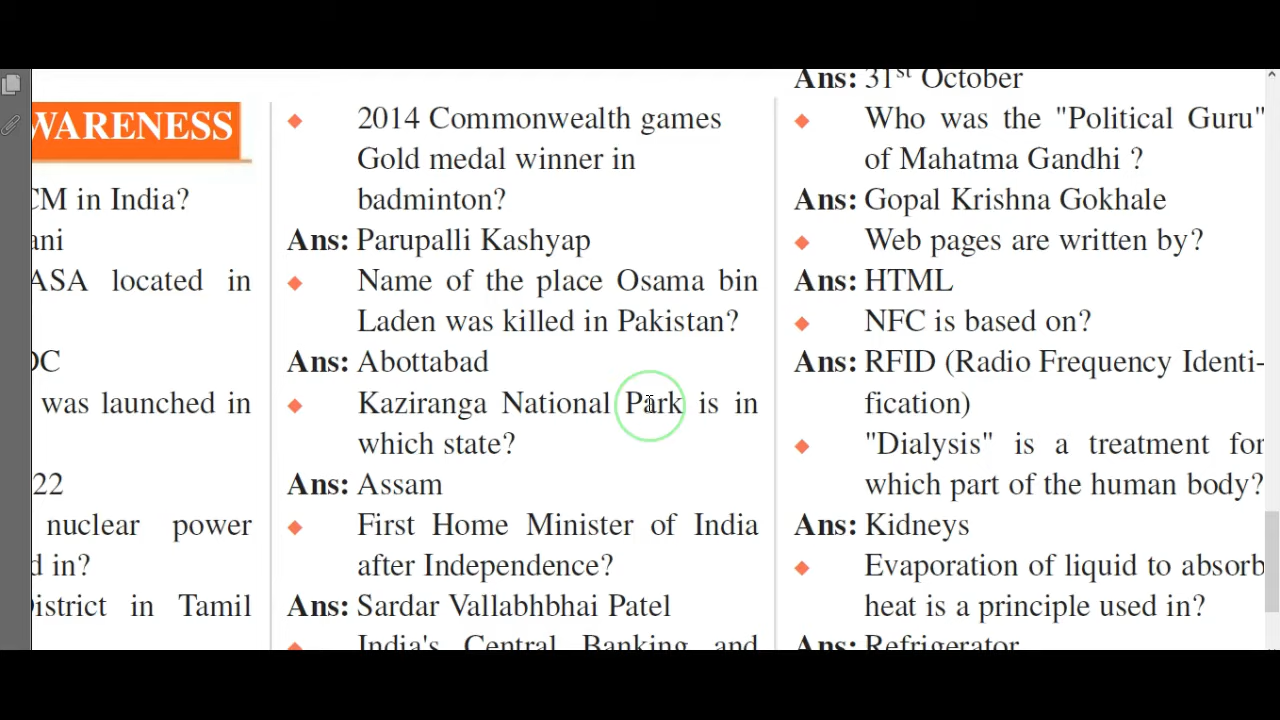 WARENESS
CM in India?
ani
ASA located in
DC
was launched in
22
nuclear power
d in?
istrict in Tamil
2014 Commonwealth games
Gold medal winner in
badminton?
Ans: Parupalli Kashyap
Name of the place Osama bin
Laden was killed in Pakistan?
Ans: Abottabad
Kaziranga National Park is in
which state?
Ans: Assam
First Home Minister of India
after Independence?
Ans: Sardar Vallabhbhai Patel
India's Central Banking and
Ans: 31st October
Who was the "Political Guru"
of Mahatma Gandhi ?
Ans: Gopal Krishna Gokhale
Web pages are written by?
Ans: HTML
NFC is based on?
Ans: RFID (Radio Frequency Identi-
fication)
"Dialysis" is a treatment for
which part of the human body?
Ans: Kidneys
Evaporation of liquid to absorb
heat is a principle used in?
Ans: Refrigerator